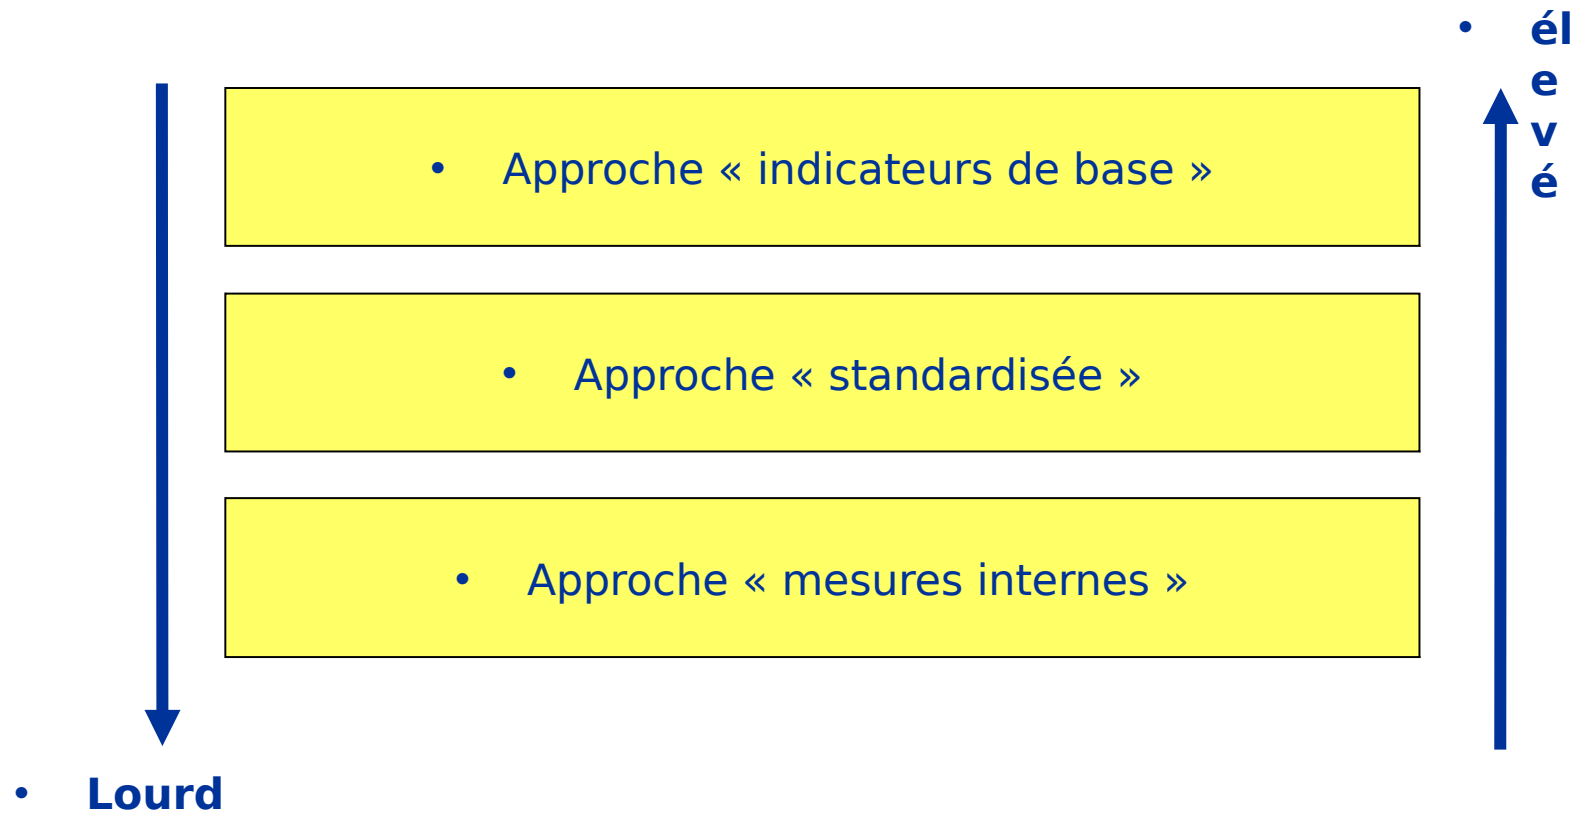 • él
e
v
é
• Approche « indicateurs de base »
• Approche « standardisée »
• Approche « mesures internes »
• Lourd